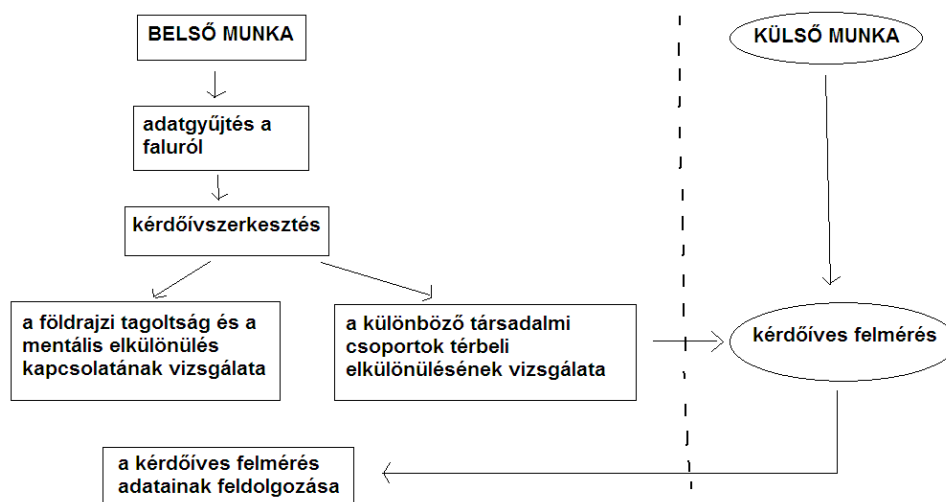 BELSŐ MUNKA
KÜLSŐ MUNKA
adatgyűjtés a
faluról
kérdőívszerkesztés
a földrajzi tagoltság és a
mentális elkülönülés
kapcsolatának vizsgálata
a különböző társadalmi
csoportok térbeli
elkülönülésének vizsgálata
kérdőíves felmérés
a kérdőíves felmérés
adatainak feldolgozása